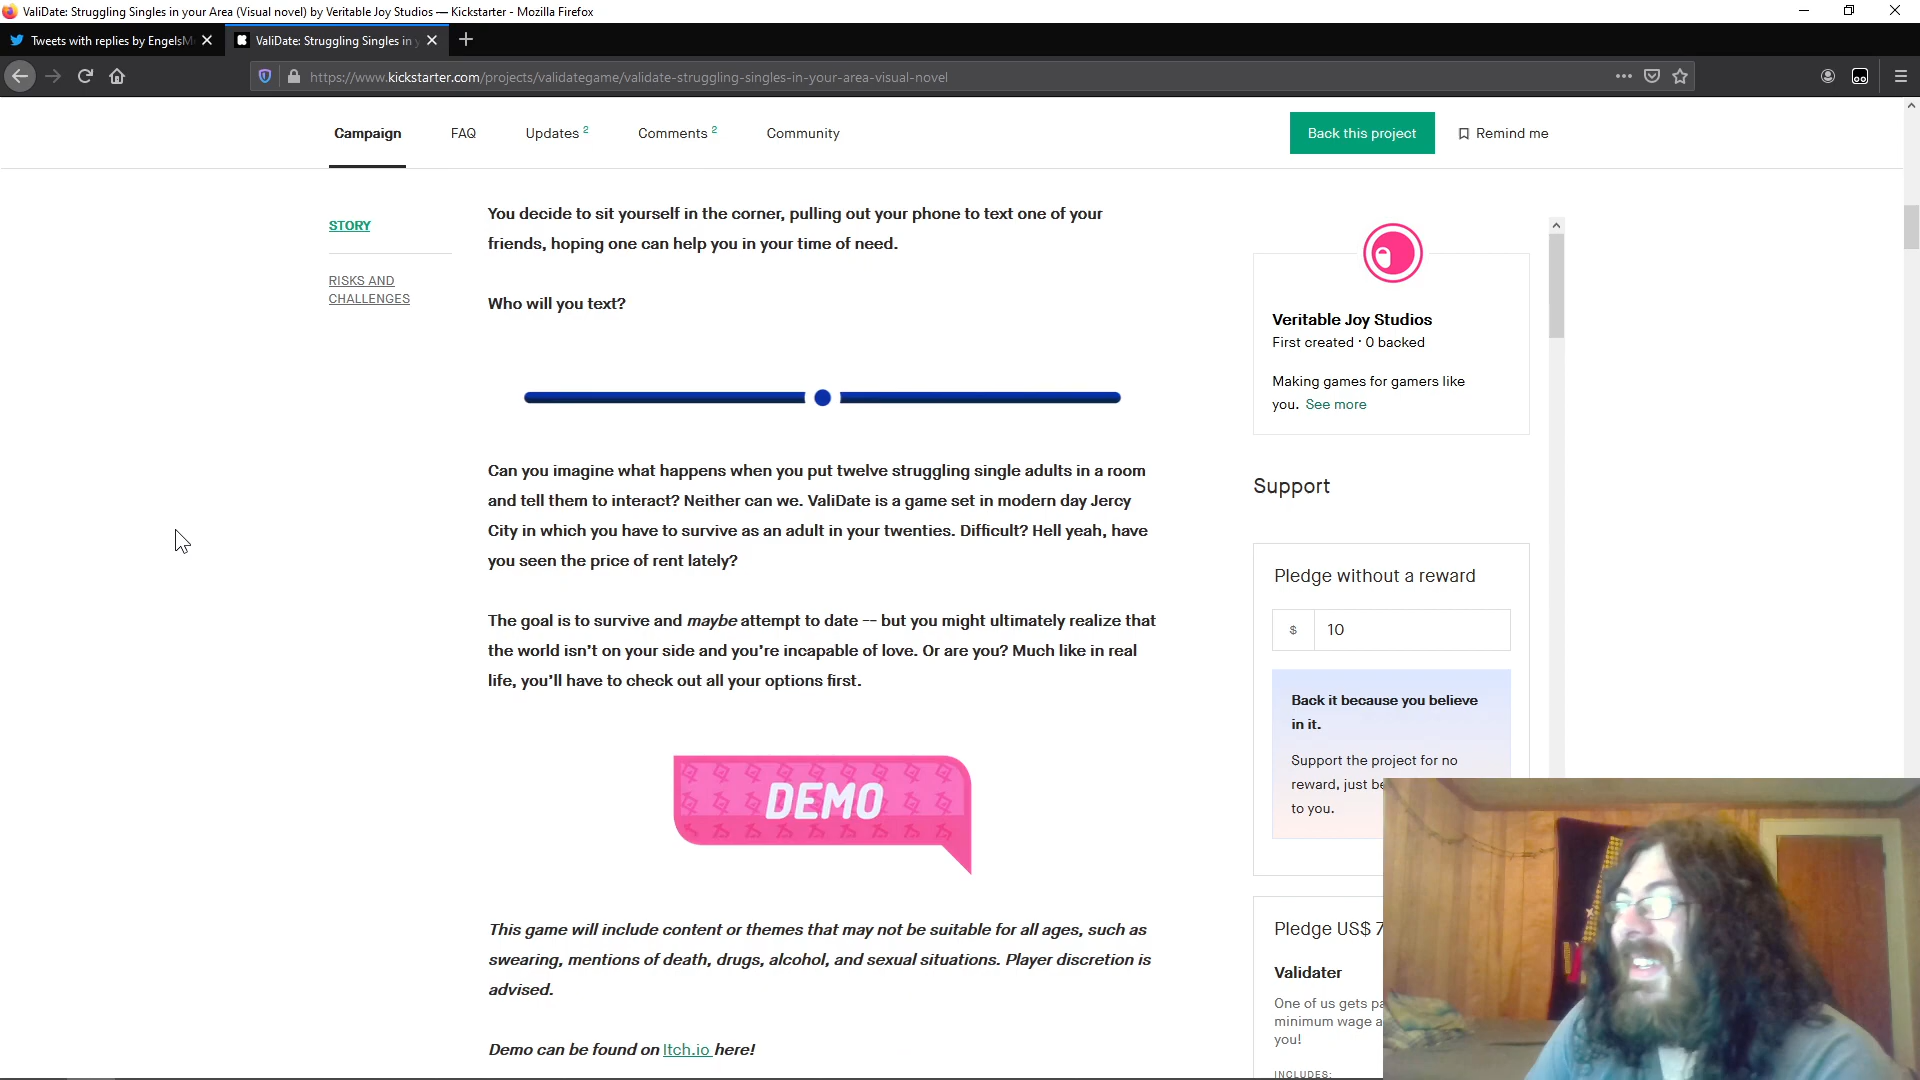 ValiDate: Struggling Singles in your Area (Visual novel) by Veritable Joy Studios — Kickstarter - Mozilla Firefox
Tweets with replies by EngelsM
ValiDate: Struggling Singles in y
https://www.kickstarter.com/projects/validategame/validate-struggling-singles-in-your-area-visual-novel
Campaign
FAQ
Updates 2
Comments 2
Community
Back this project
Remind me
STORY
RISKS AND
CHALLENGES
You decide to sit yourself in the corner, pulling out your phone to text one of your
friends, hoping one can help you in your time of need.
Who will you text?
Can you imagine what happens when you put twelve struggling single adults in a room
and tell them to interact? Neither can we. ValiDate is a game set in modern day Jercy
City in which you have to survive as an adult in your twenties. Difficult? Hell yeah, have
you seen the price of rent lately?
The goal is to survive and maybe attempt to date -- but you might ultimately realize that
the world isn't on your side and you're incapable of love. Or are you? Much like in real
life, you'll have to check out all your options first.
DEMO
This game will include content or themes that may not be suitable for all ages, such as
swearing, mentions of death, drugs, alcohol, and sexual situations. Player discretion is
advised.
Demo can be found on Itch.io here!
Veritable Joy Studios
First created · 0 backed
Making games for gamers like
you. See more
Support
Pledge without a reward
$ 10
Back it because you believe
in it.
Support the project for no
reward, just be
to you.
Pledge US$ 7
Validater
One of us gets pa
minimum wage a
you!
INCLUDES: